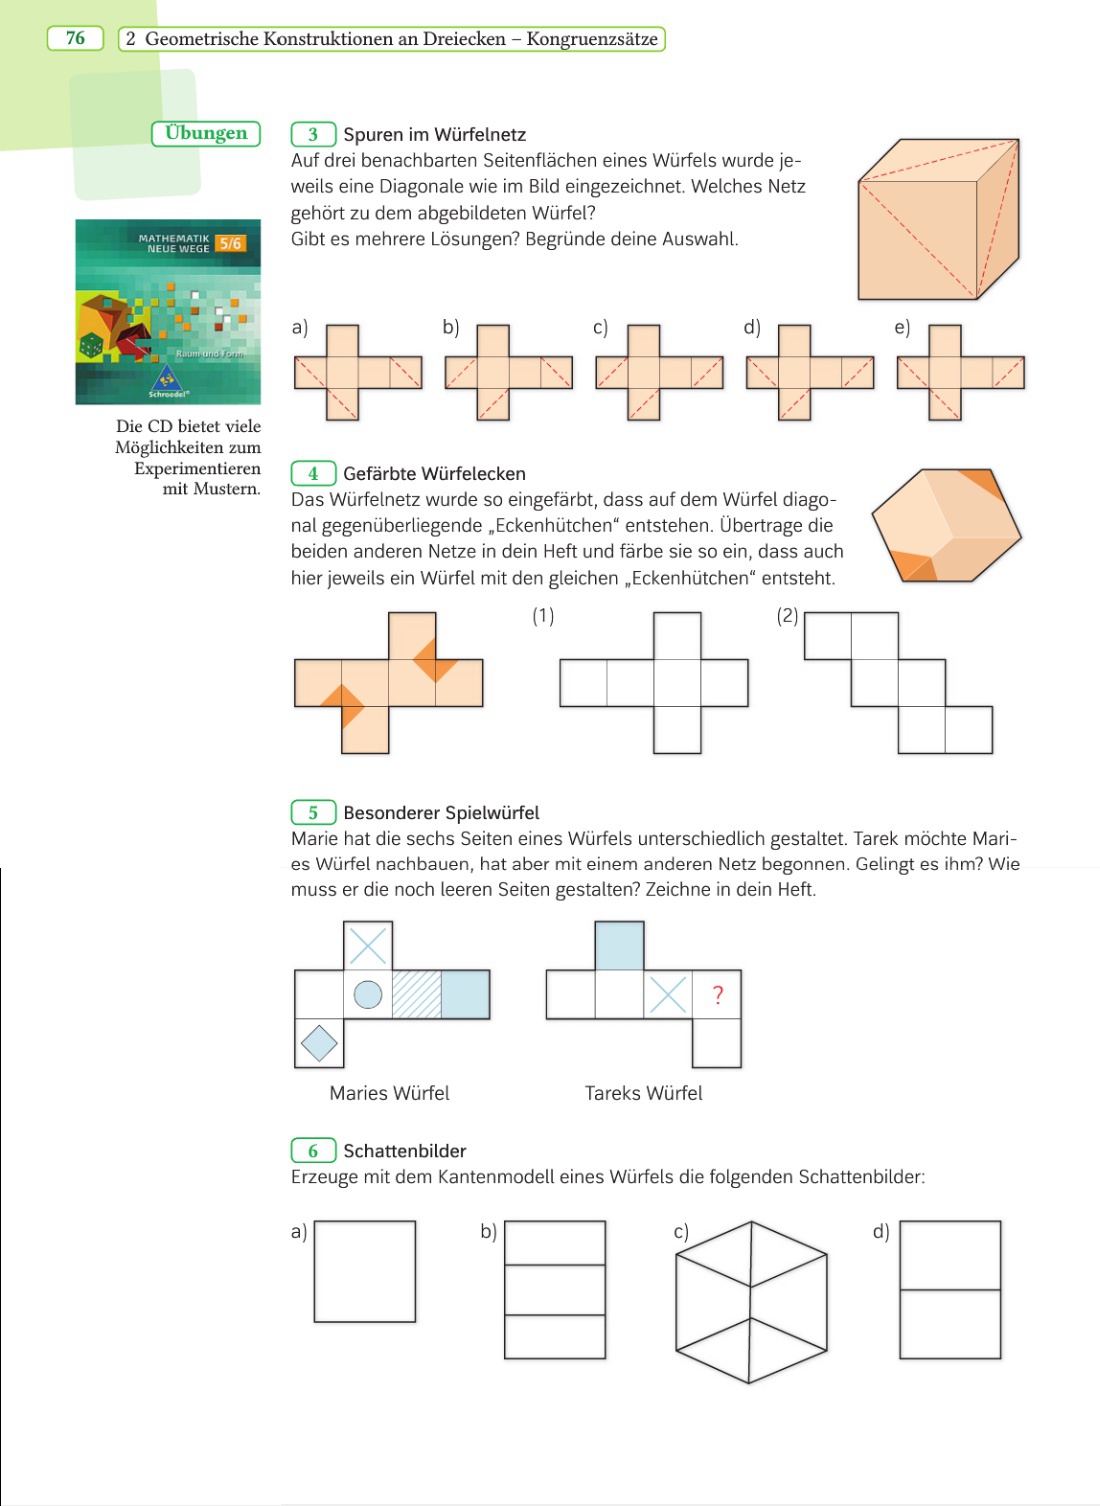 76
2 Geometrische Konstruktionen an Dreiecken – Kongruenzsätze
Übungen
3 Spuren im Würfelnetz
Auf drei benachbarten Seitenflächen eines Würfels wurde je-
weils eine Diagonale wie im Bild eingezeichnet. Welches Netz
gehört zu dem abgebildeten Würfel?
Gibt es mehrere Lösungen? Begründe deine Auswahl.
MATHEMATIK
NEUE WEGE 5/6
Raum und Form
Schroedel®
Die CD bietet viele
Möglichkeiten zum
Experimentieren
mit Mustern.
a) b) c) d) e)
4 Gefärbte Würfelecken
Das Würfelnetz wurde so eingefärbt, dass auf dem Würfel diago-
nal gegenüberliegende „Eckenhütchen“ entstehen. Übertrage die
beiden anderen Netze in dein Heft und färbe sie so ein, dass auch
hier jeweils ein Würfel mit den gleichen „Eckenhütchen“ entsteht.
(1) (2)
5 Besonderer Spielwürfel
Marie hat die sechs Seiten eines Würfels unterschiedlich gestaltet. Tarek möchte Mari-
es Würfel nachbauen, hat aber mit einem anderen Netz begonnen. Gelingt es ihm? Wie
muss er die noch leeren Seiten gestalten? Zeichne in dein Heft.
?
Maries Würfel Tareks Würfel
6 Schattenbilder
Erzeuge mit dem Kantenmodell eines Würfels die folgenden Schattenbilder:
a) b) c) d)